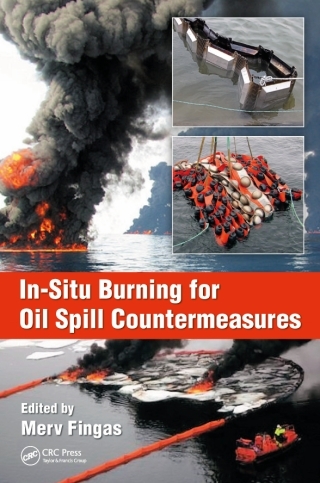 In-Situ Burning for
Oil Spill Countermeasures
Edited by
Merv Fingas
CRC Press
Taylor & Francis Group